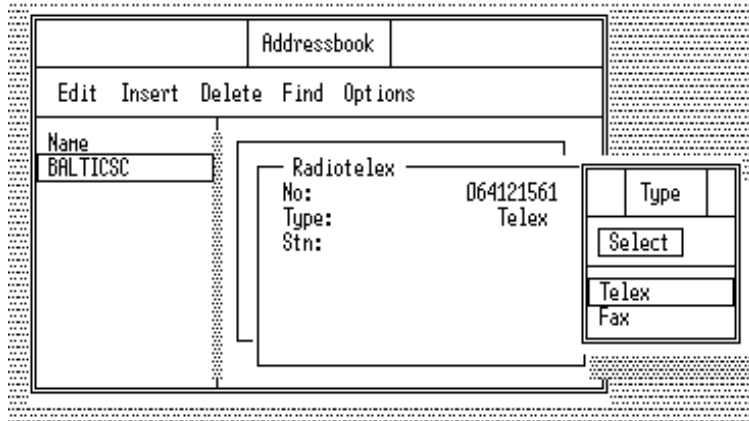 Addressbook
Edit Insert Delete Find Options
Name
BALTICSC
Radiotelex
No: 064121561
Type: Telex
Stn:
Type
Select
Telex
Fax